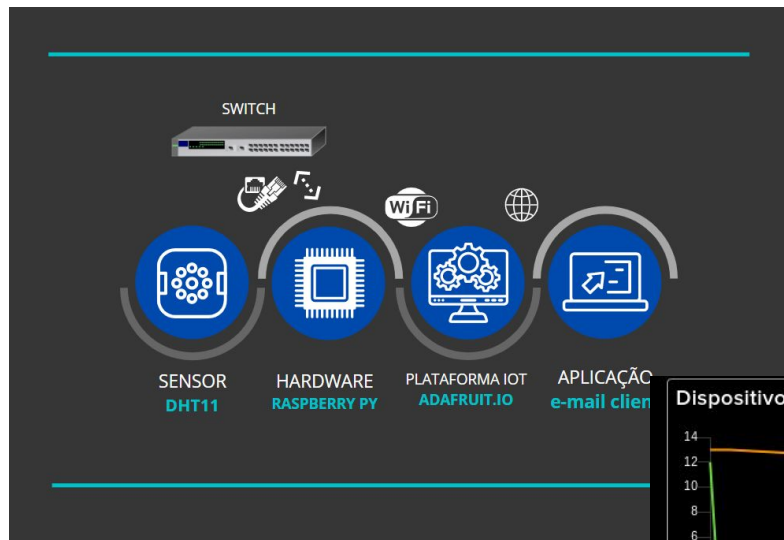 SWITCH
WiFi
SENSOR
DHT11
HARDWARE
RASPBERRY PY
PLATAFORMA IOT
ADAFRUIT.IO
APLICAÇÃO
e-mail clien
Dispositivo
14
12
10
8
6